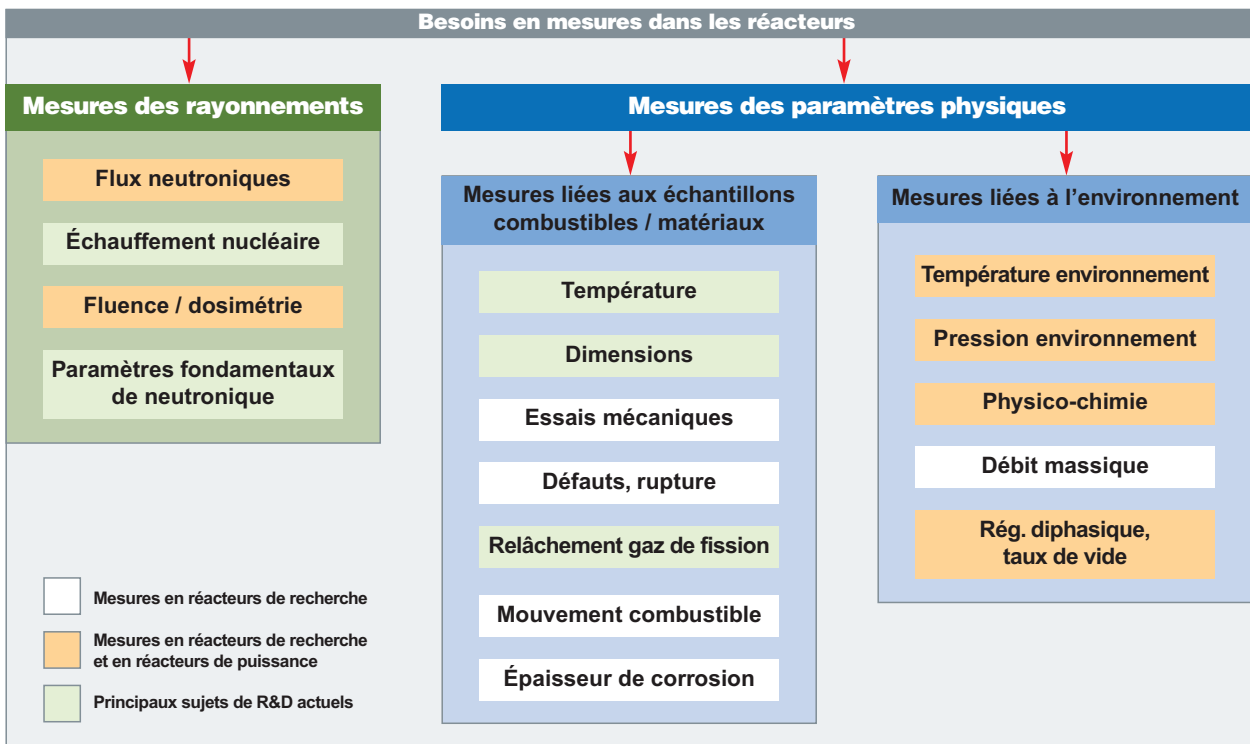 Besoins en mesures dans les réacteurs
Mesures des rayonnements
Flux neutroniques
Échauffement nucléaire
Fluence / dosimétrie
Paramètres fondamentaux
de neutronique
Mesures des paramètres physiques
Mesures liées aux échantillons
combustibles / matériaux
Température
Dimensions
Essais mécaniques
Défauts, rupture
Relâchement gaz de fission
Mouvement combustible
Épaisseur de corrosion
Mesures liées à l’environnement
Température environnement
Pression environnement
Physico-chimie
Débit massique
Rég. diphasique,
taux de vide
Mesures en réacteurs de recherche
Mesures en réacteurs de recherche
et en réacteurs de puissance
Principaux sujets de R&D actuels